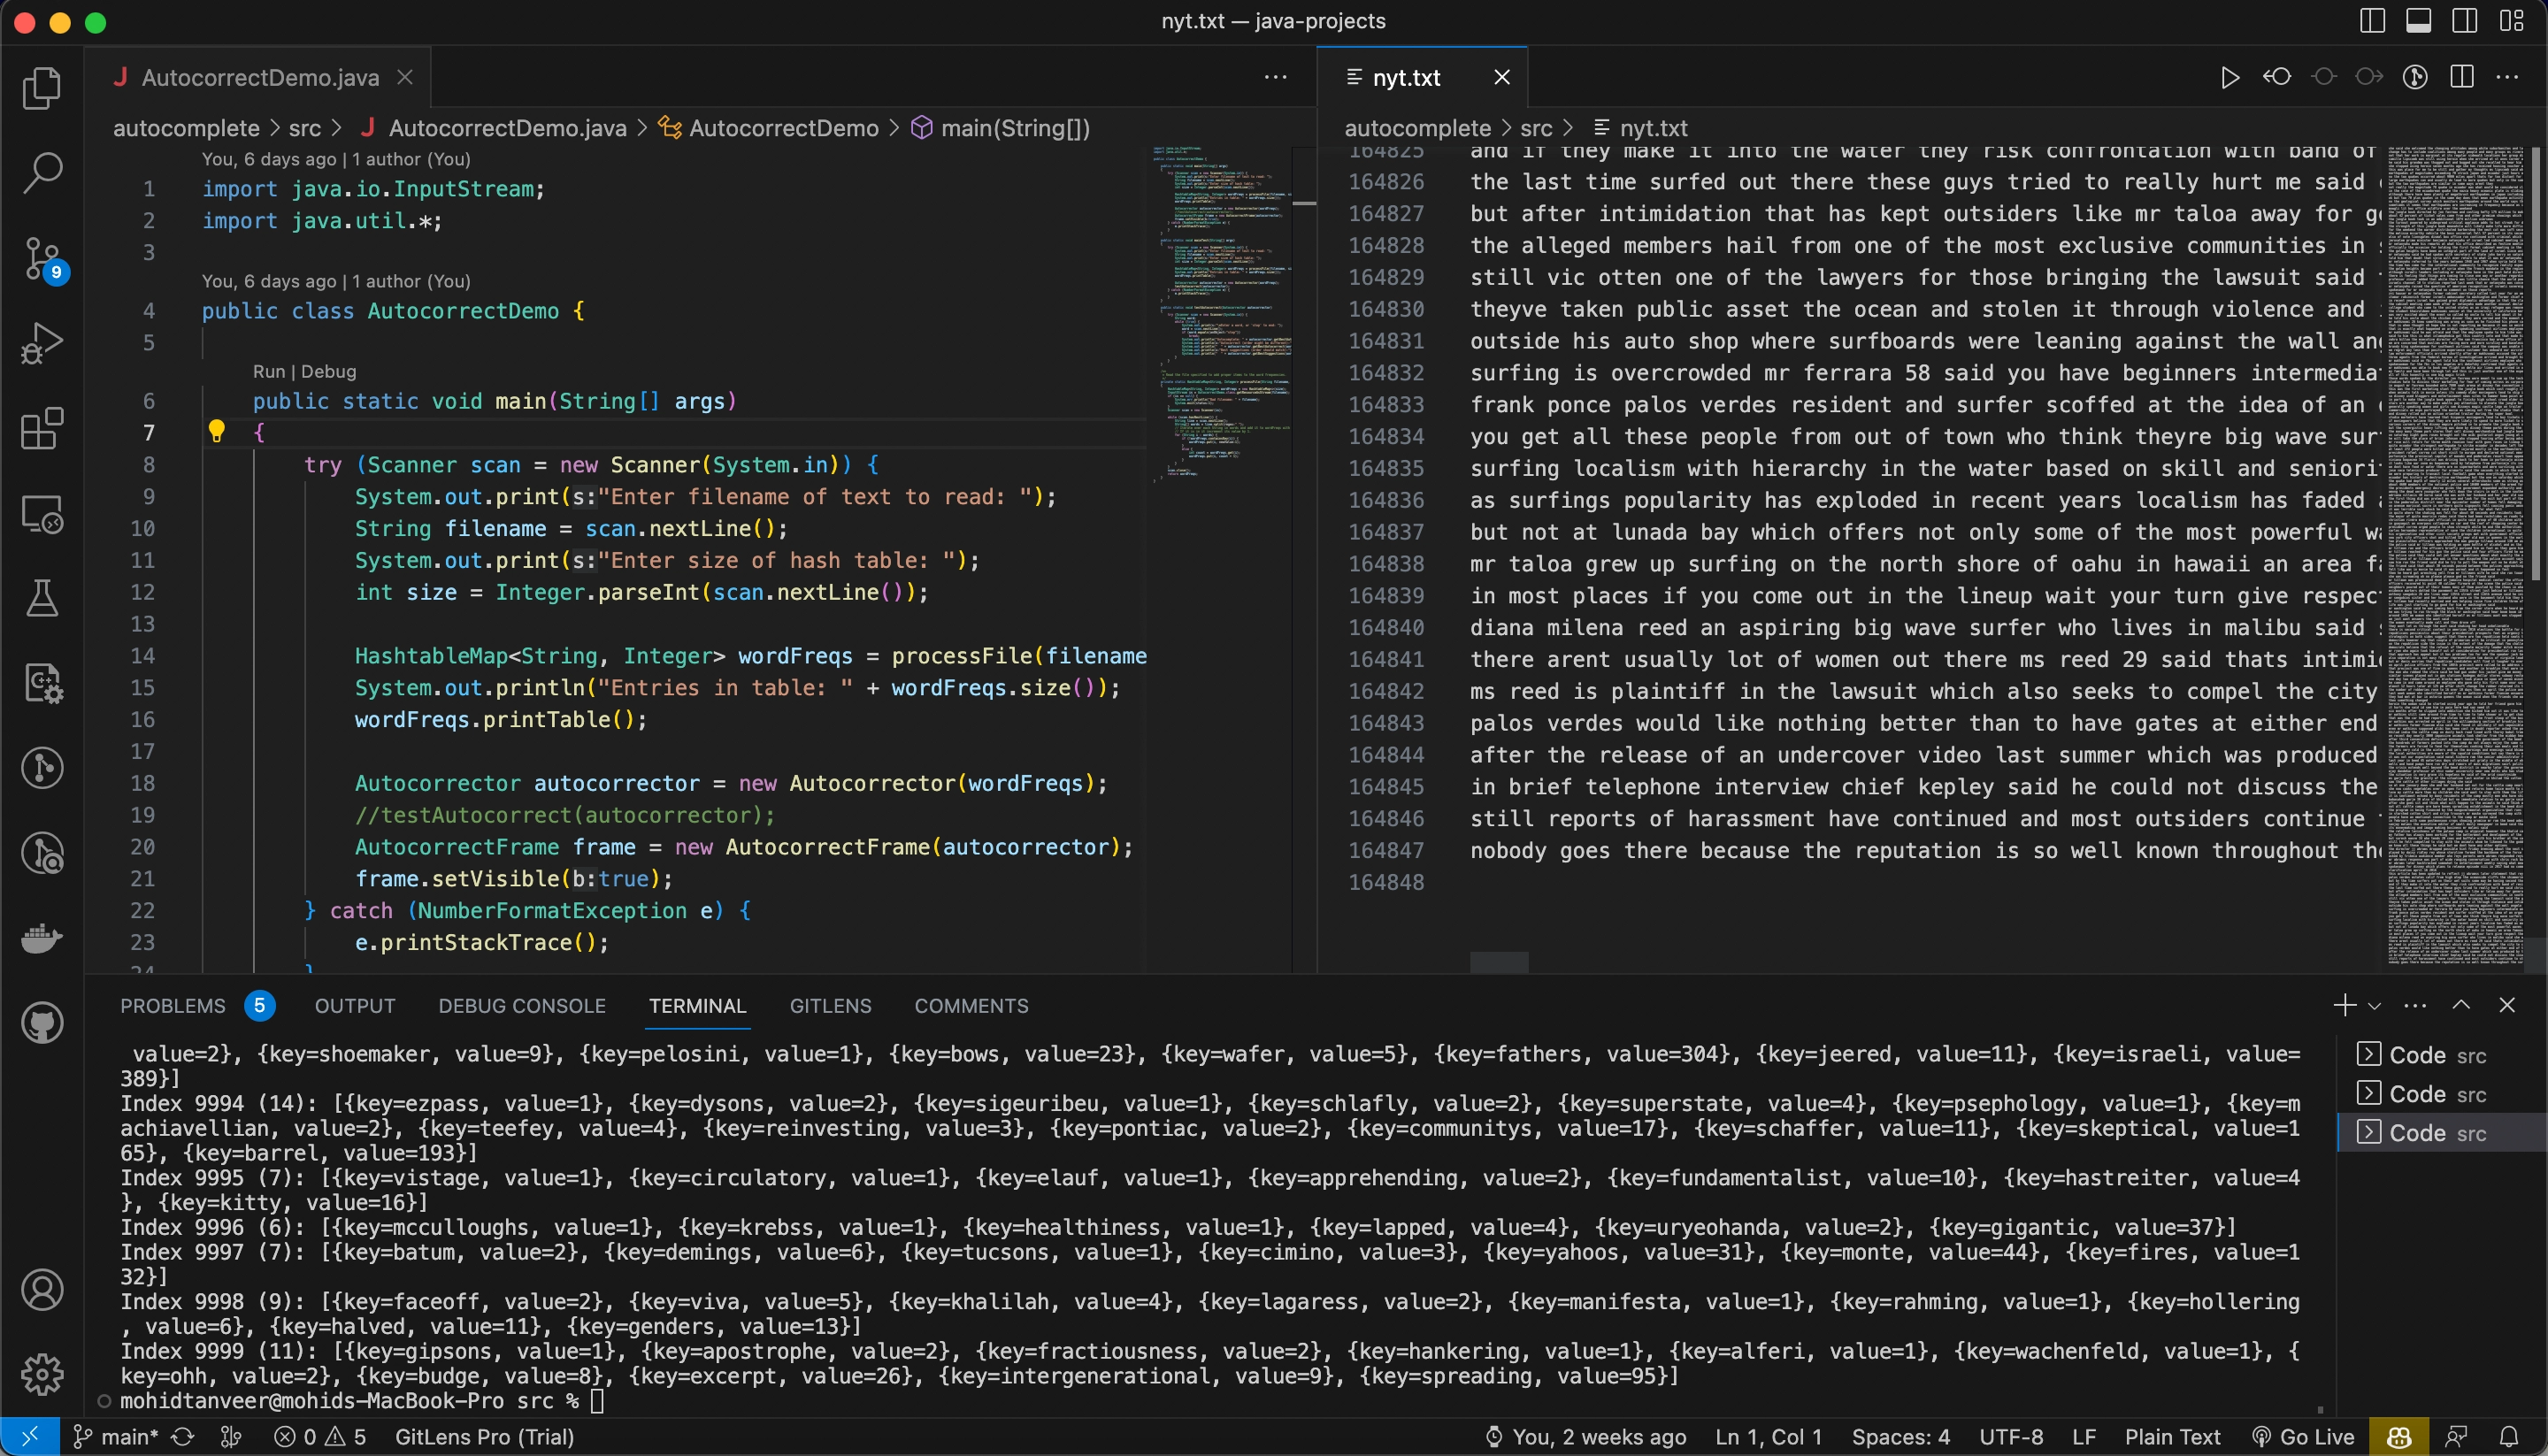 nyt.txt — java-projects
AutocorrectDemo.java
nyt.txt
autocomplete > src > J AutocorrectDemo.java > AutocorrectDemo > main(String[])
You, 6 days ago | 1 author (You)
1 import java.io.InputStream;
2 import java.util.*;
3
You, 6 days ago | 1 author (You)
4 public class AutocorrectDemo {
5
Run | Debug
6 public static void main(String[] args)
7 {
8 try (Scanner scan = new Scanner(System.in)) {
9 System.out.print(s:"Enter filename of text to read: ");
10 String filename = scan.nextLine();
11 System.out.print(s:"Enter size of hash table: ");
12 int size = Integer.parseInt(scan.nextLine());
13
14 HashtableMap<String, Integer> wordFreqs = processFile(filename
15 System.out.println("Entries in table: " + wordFreqs.size());
16 wordFreqs.printTable();
17
18 Autocorrector autocorrector = new Autocorrector(wordFreqs);
19 //testAutocorrect(autocorrector);
20 AutocorrectFrame frame = new AutocorrectFrame(autocorrector);
21 frame.setVisible(b:true);
22 } catch (NumberFormatException e) {
23 e.printStackTrace();
24 }
autocomplete > src > nyt.txt
164825 and if they make it into the water they risk confrontation with band of
164826 the last time surfed out there these guys tried to really hurt me said
164827 but after intimidation that has kept outsiders like mr taloa away for
164828 the alleged members hail from one of the most exclusive communities in
164829 still vic otten one of the lawyers for those bringing the lawsuit said
164830 theyve taken public asset the ocean and stolen it through violence and
164831 outside his auto shop where surfboards were leaning against the wall
164832 surfing is overcrowded mr ferrara 58 said you have beginners
164833 frank ponce palos verdes resident and surfer scoffed at the idea of an
164834 you get all these people from out of town who think theyre big wave
164835 surfing localism with hierarchy in the water based on skill and
164836 as surfings popularity has exploded in recent years localism has faded
164837 but not at lunada bay which offers not only some of the most powerful
164838 mr taloa grew up surfing on the north shore of oahu in hawaii an area
164839 in most places if you come out in the lineup wait your turn give
164840 diana milena reed an aspiring big wave surfer who lives in malibu said
164841 there arent usually lot of women out there ms reed 29 said thats
164842 ms reed is plaintiff in the lawsuit which also seeks to compel the city
164843 palos verdes would like nothing better than to have gates at either end
164844 after the release of an undercover video last summer which was produced
164845 in brief telephone interview chief kepley said he could not discuss the
164846 still reports of harassment have continued and most outsiders continue
164847 nobody goes there because the reputation is so well known throughout
164848
9
PROBLEMS 5 OUTPUT DEBUG CONSOLE TERMINAL GITLENS COMMENTS
value=2}, {key=shoemaker, value=9}, {key=pelosini, value=1}, {key=bows, value=23}, {key=wafer, value=5}, {key=fathers, value=304}, {key=jeered, value=11}, {key=israeli, value=
389}]
Index 9994 (14): [{key=ezpass, value=1}, {key=dysons, value=2}, {key=sigeuribeu, value=1}, {key=schlafly, value=2}, {key=superstate, value=4}, {key=psephology, value=1}, {key=m
achiavellian, value=2}, {key=teefey, value=4}, {key=reinvesting, value=3}, {key=pontiac, value=2}, {key=communitys, value=17}, {key=schaffer, value=11}, {key=skeptical, value=1
65}, {key=barrel, value=193}]
Index 9995 (7): [{key=vistage, value=1}, {key=circulatory, value=1}, {key=elauf, value=1}, {key=apprehending, value=2}, {key=fundamentalist, value=10}, {key=hastreiter, value=4
}, {key=kitty, value=16}]
Index 9996 (6): [{key=mcculloughs, value=1}, {key=krebss, value=1}, {key=healthiness, value=1}, {key=lapped, value=4}, {key=uryeohanda, value=2}, {key=gigantic, value=37}]
Index 9997 (7): [{key=batum, value=2}, {key=demings, value=6}, {key=tucsons, value=1}, {key=cimino, value=3}, {key=yahoos, value=31}, {key=monte, value=44}, {key=fires, value=1
32}]
Index 9998 (9): [{key=faceoff, value=2}, {key=viva, value=5}, {key=khalilah, value=4}, {key=lagaress, value=2}, {key=manifesta, value=1}, {key=rahming, value=1}, {key=hollering
, value=6}, {key=halved, value=11}, {key=genders, value=13}]
Index 9999 (11): [{key=gipsons, value=1}, {key=apostrophe, value=2}, {key=fractiousness, value=2}, {key=hankering, value=1}, {key=alferi, value=1}, {key=wachenfeld, value=1}, {
key=ohh, value=2}, {key=budge, value=8}, {key=excerpt, value=26}, {key=intergenerational, value=9}, {key=spreading, value=95}]
mohidtanveer@mohids-MacBook-Pro src %
Code src
Code src
Code src
main* 0 5 GitLens Pro (Trial) You, 2 weeks ago Ln 1, Col 1 Spaces: 4 UTF-8 LF Plain Text Go Live